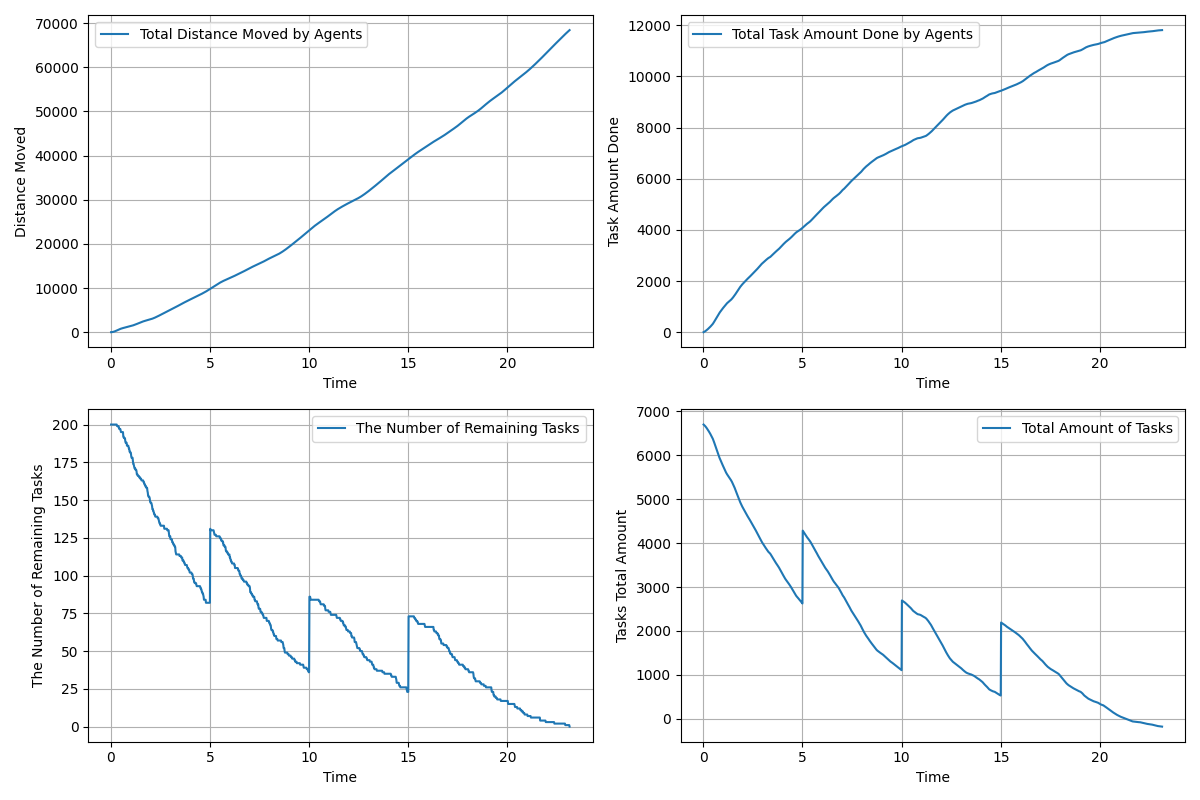 Total Distance Moved by Agents
Distance Moved
70000
60000
50000
40000
30000
20000
10000
0
0 5 10 15 20
Time
Total Task Amount Done by Agents
Task Amount Done
12000
10000
8000
6000
4000
2000
0
0 5 10 15 20
Time
The Number of Remaining Tasks
The Number of Remaining Tasks
200
175
150
125
100
75
50
25
0
0 5 10 15 20
Time
Total Amount of Tasks
Tasks Total Amount
7000
6000
5000
4000
3000
2000
1000
0
0 5 10 15 20
Time